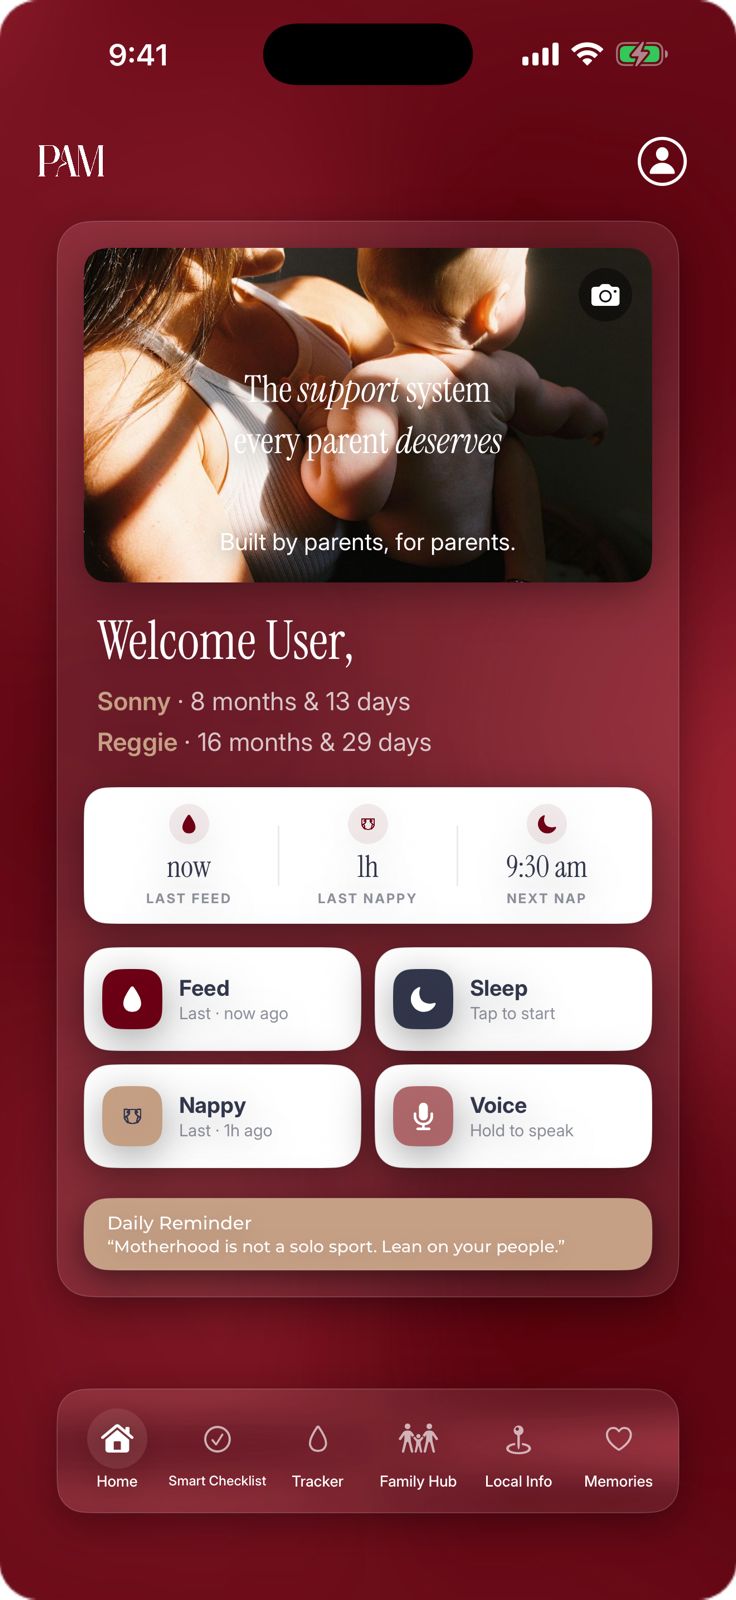 9:41
PAM
The support system
every parent deserves
Built by parents, for parents.
Welcome User,
Sonny · 8 months & 13 days
Reggie · 16 months & 29 days
now
LAST FEED
1h
LAST NAPPY
9:30 am
NEXT NAP
Feed
Last · now ago
Sleep
Tap to start
Nappy
Last · 1h ago
Voice
Hold to speak
Daily Reminder
“Motherhood is not a solo sport. Lean on your people.”
Home
Smart Checklist
Tracker
Family Hub
Local Info
Memories